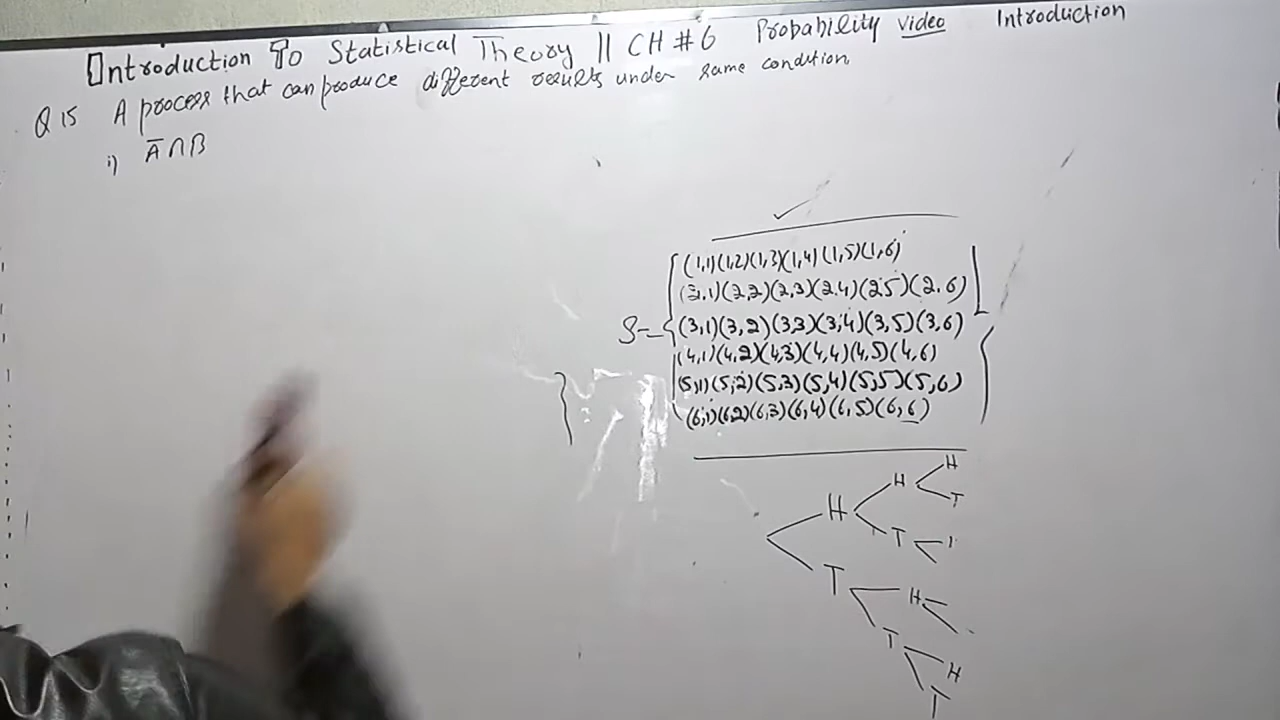 Introduction To Statistical Theory || CH # 6 Probability video Introduction
Q 15 A process that can produce different results under same condition,
i) A̅∩B
(1,1)(1,2)(1,3)(1,4)(1,5)(1,6)
(2,1)(2,2)(2,3)(2,4)(2,5)(2,6)
S= (3,1)(3,2)(3,3)(3,4)(3,5)(3,6)
(4,1)(4,2)(4,3)(4,4)(4,5)(4,6)
(5,1)(5,2)(5,3)(5,4)(5,5)(5,6)
(6,1)(6,2)(6,3)(6,4)(6,5)(6,6)
H
H
T
H
T
T
H
T
H
T